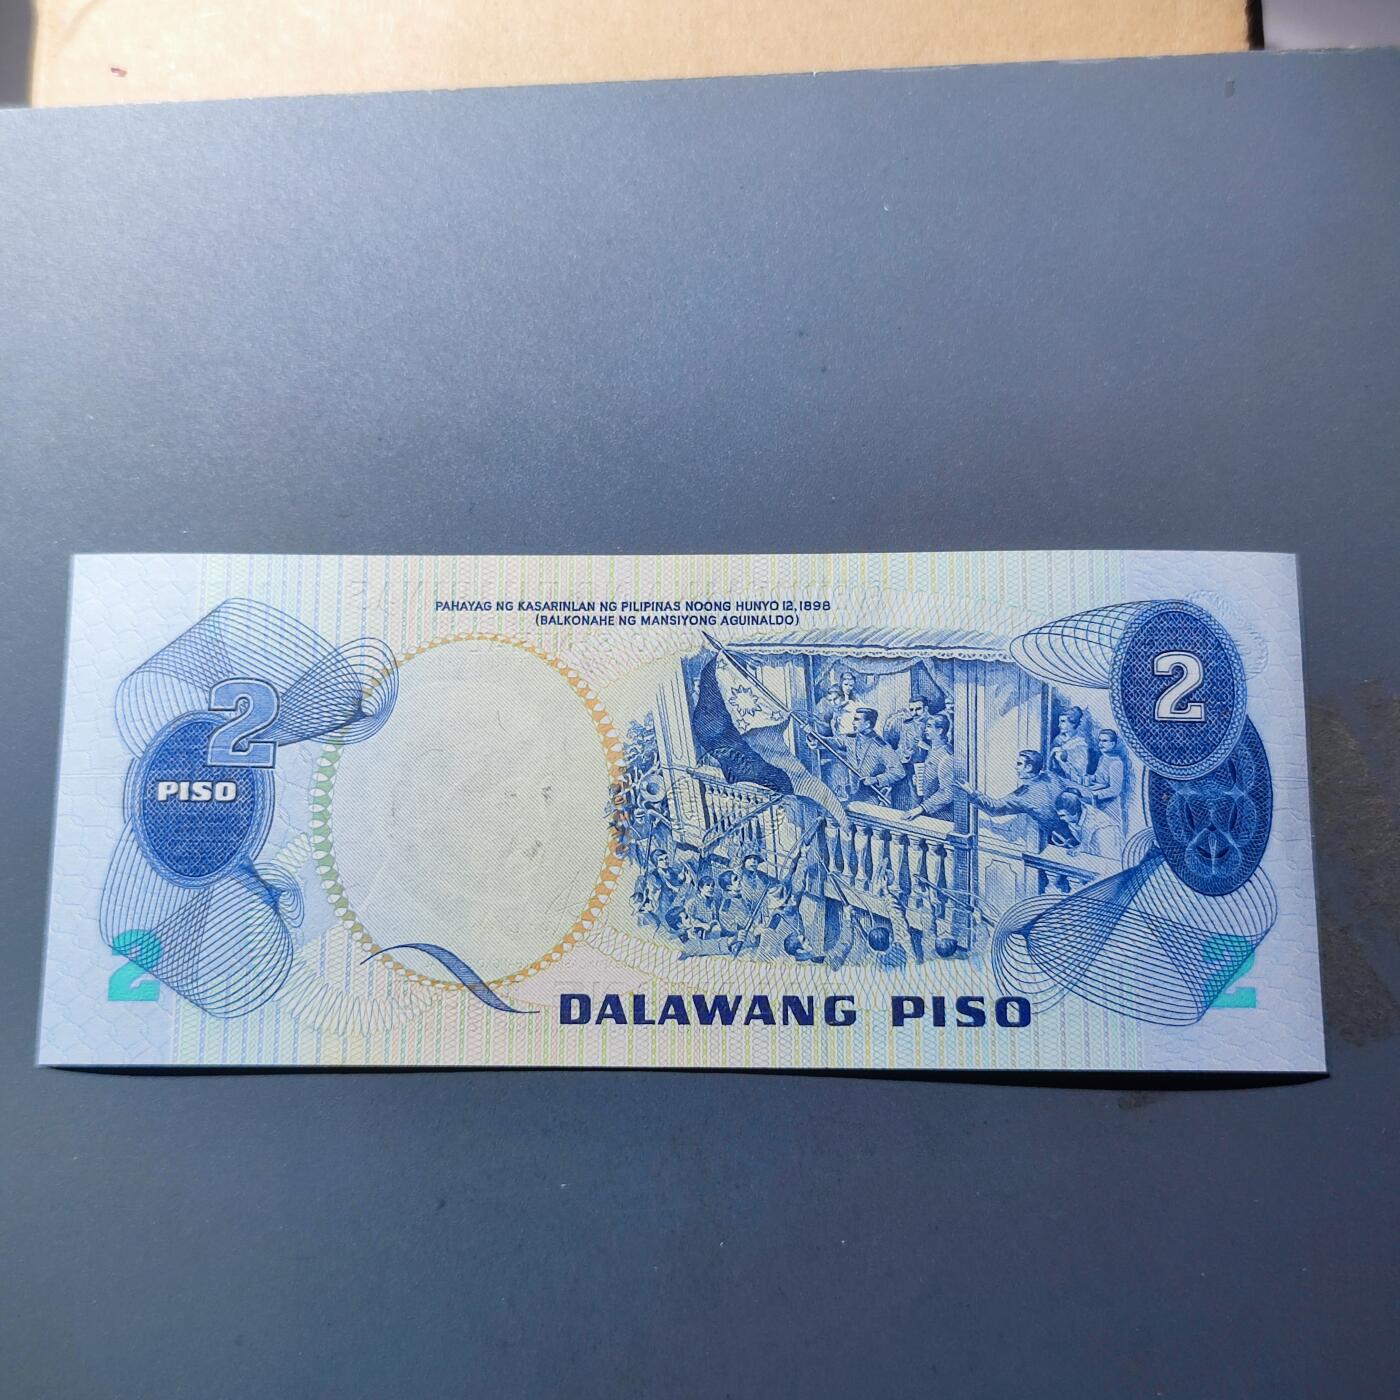 PAHAYAG NG KASARINLAN NG PILIPINAS NOONG HUNYO 12, 1898
(BALKONAHE NG MANSIYONG AGUINALDO)
2
PISO
2
2
2
DALAWANG PISO